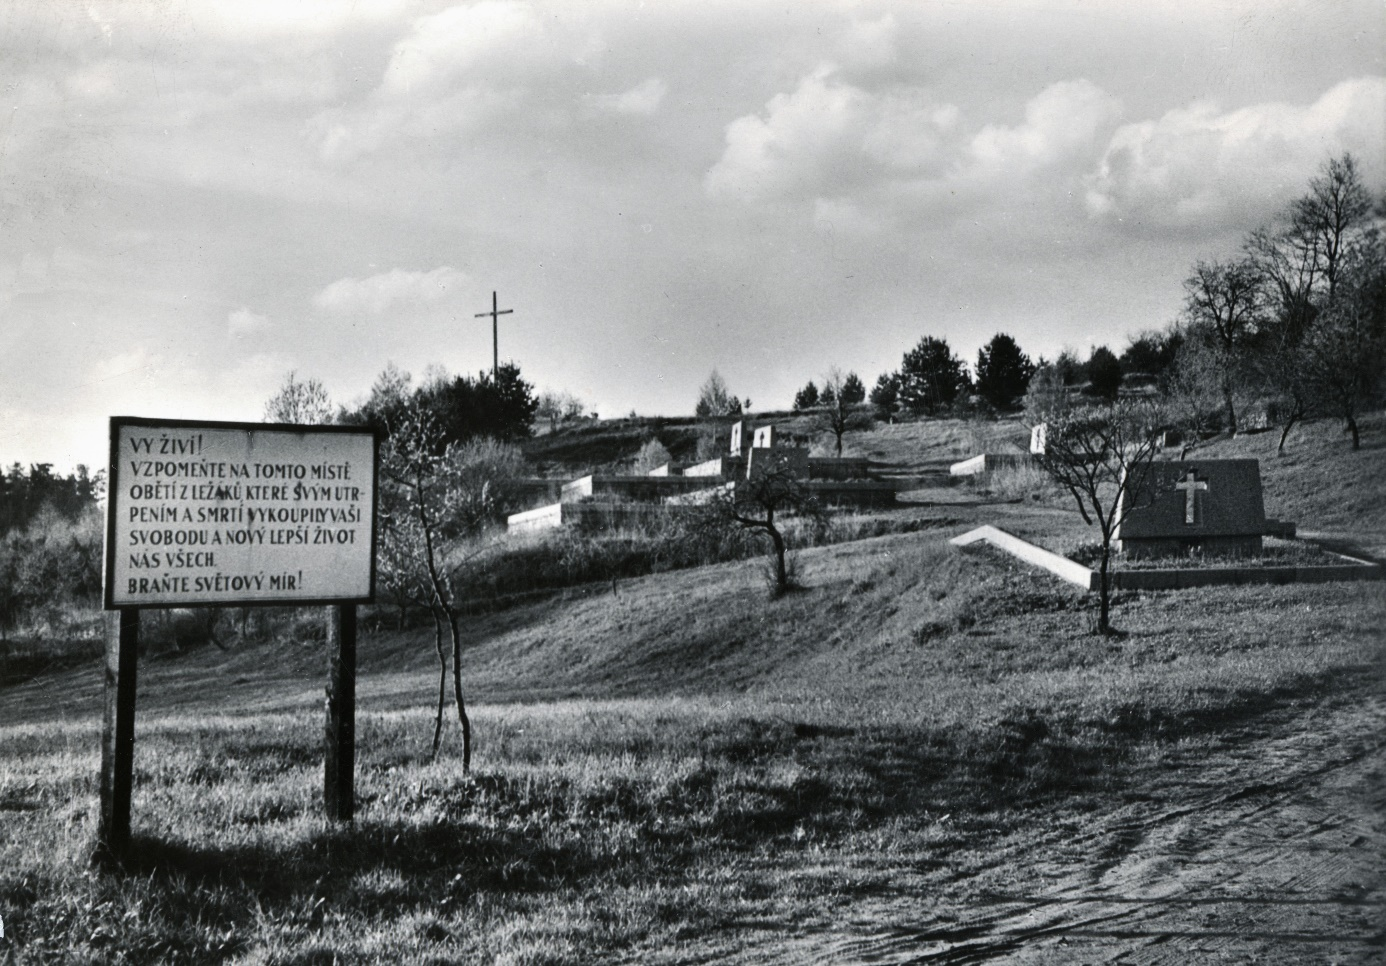 VY ŽIVÍ!
VZPOMEŇTE NA TOMTO MÍSTĚ
OBĚTÍ Z LEŽÁKŮ KTERÉ SVÝM UTR-
PENÍM A SMRTÍ VYKOUPILY VAŠI
SVOBODU A NOVÝ LEPŠÍ ŽIVOT
NÁS VŠECH.
BRAŇTE SVĚTOVÝ MÍR!